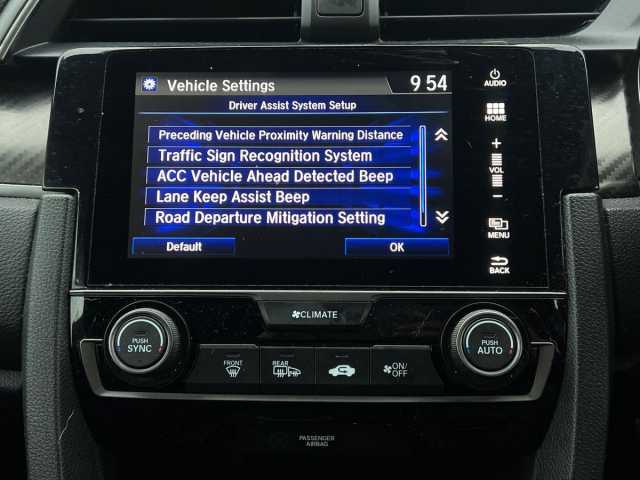 Vehicle Settings
9 54
Driver Assist System Setup
Preceding Vehicle Proximity Warning Distance
Traffic Sign Recognition System
ACC Vehicle Ahead Detected Beep
Lane Keep Assist Beep
Road Departure Mitigation Setting
Default
OK
AUDIO
HOME
+
VOL
−
MENU
BACK
CLIMATE
PUSH
SYNC
FRONT
REAR
ON/
OFF
PUSH
AUTO
PASSENGER
AIRBAG